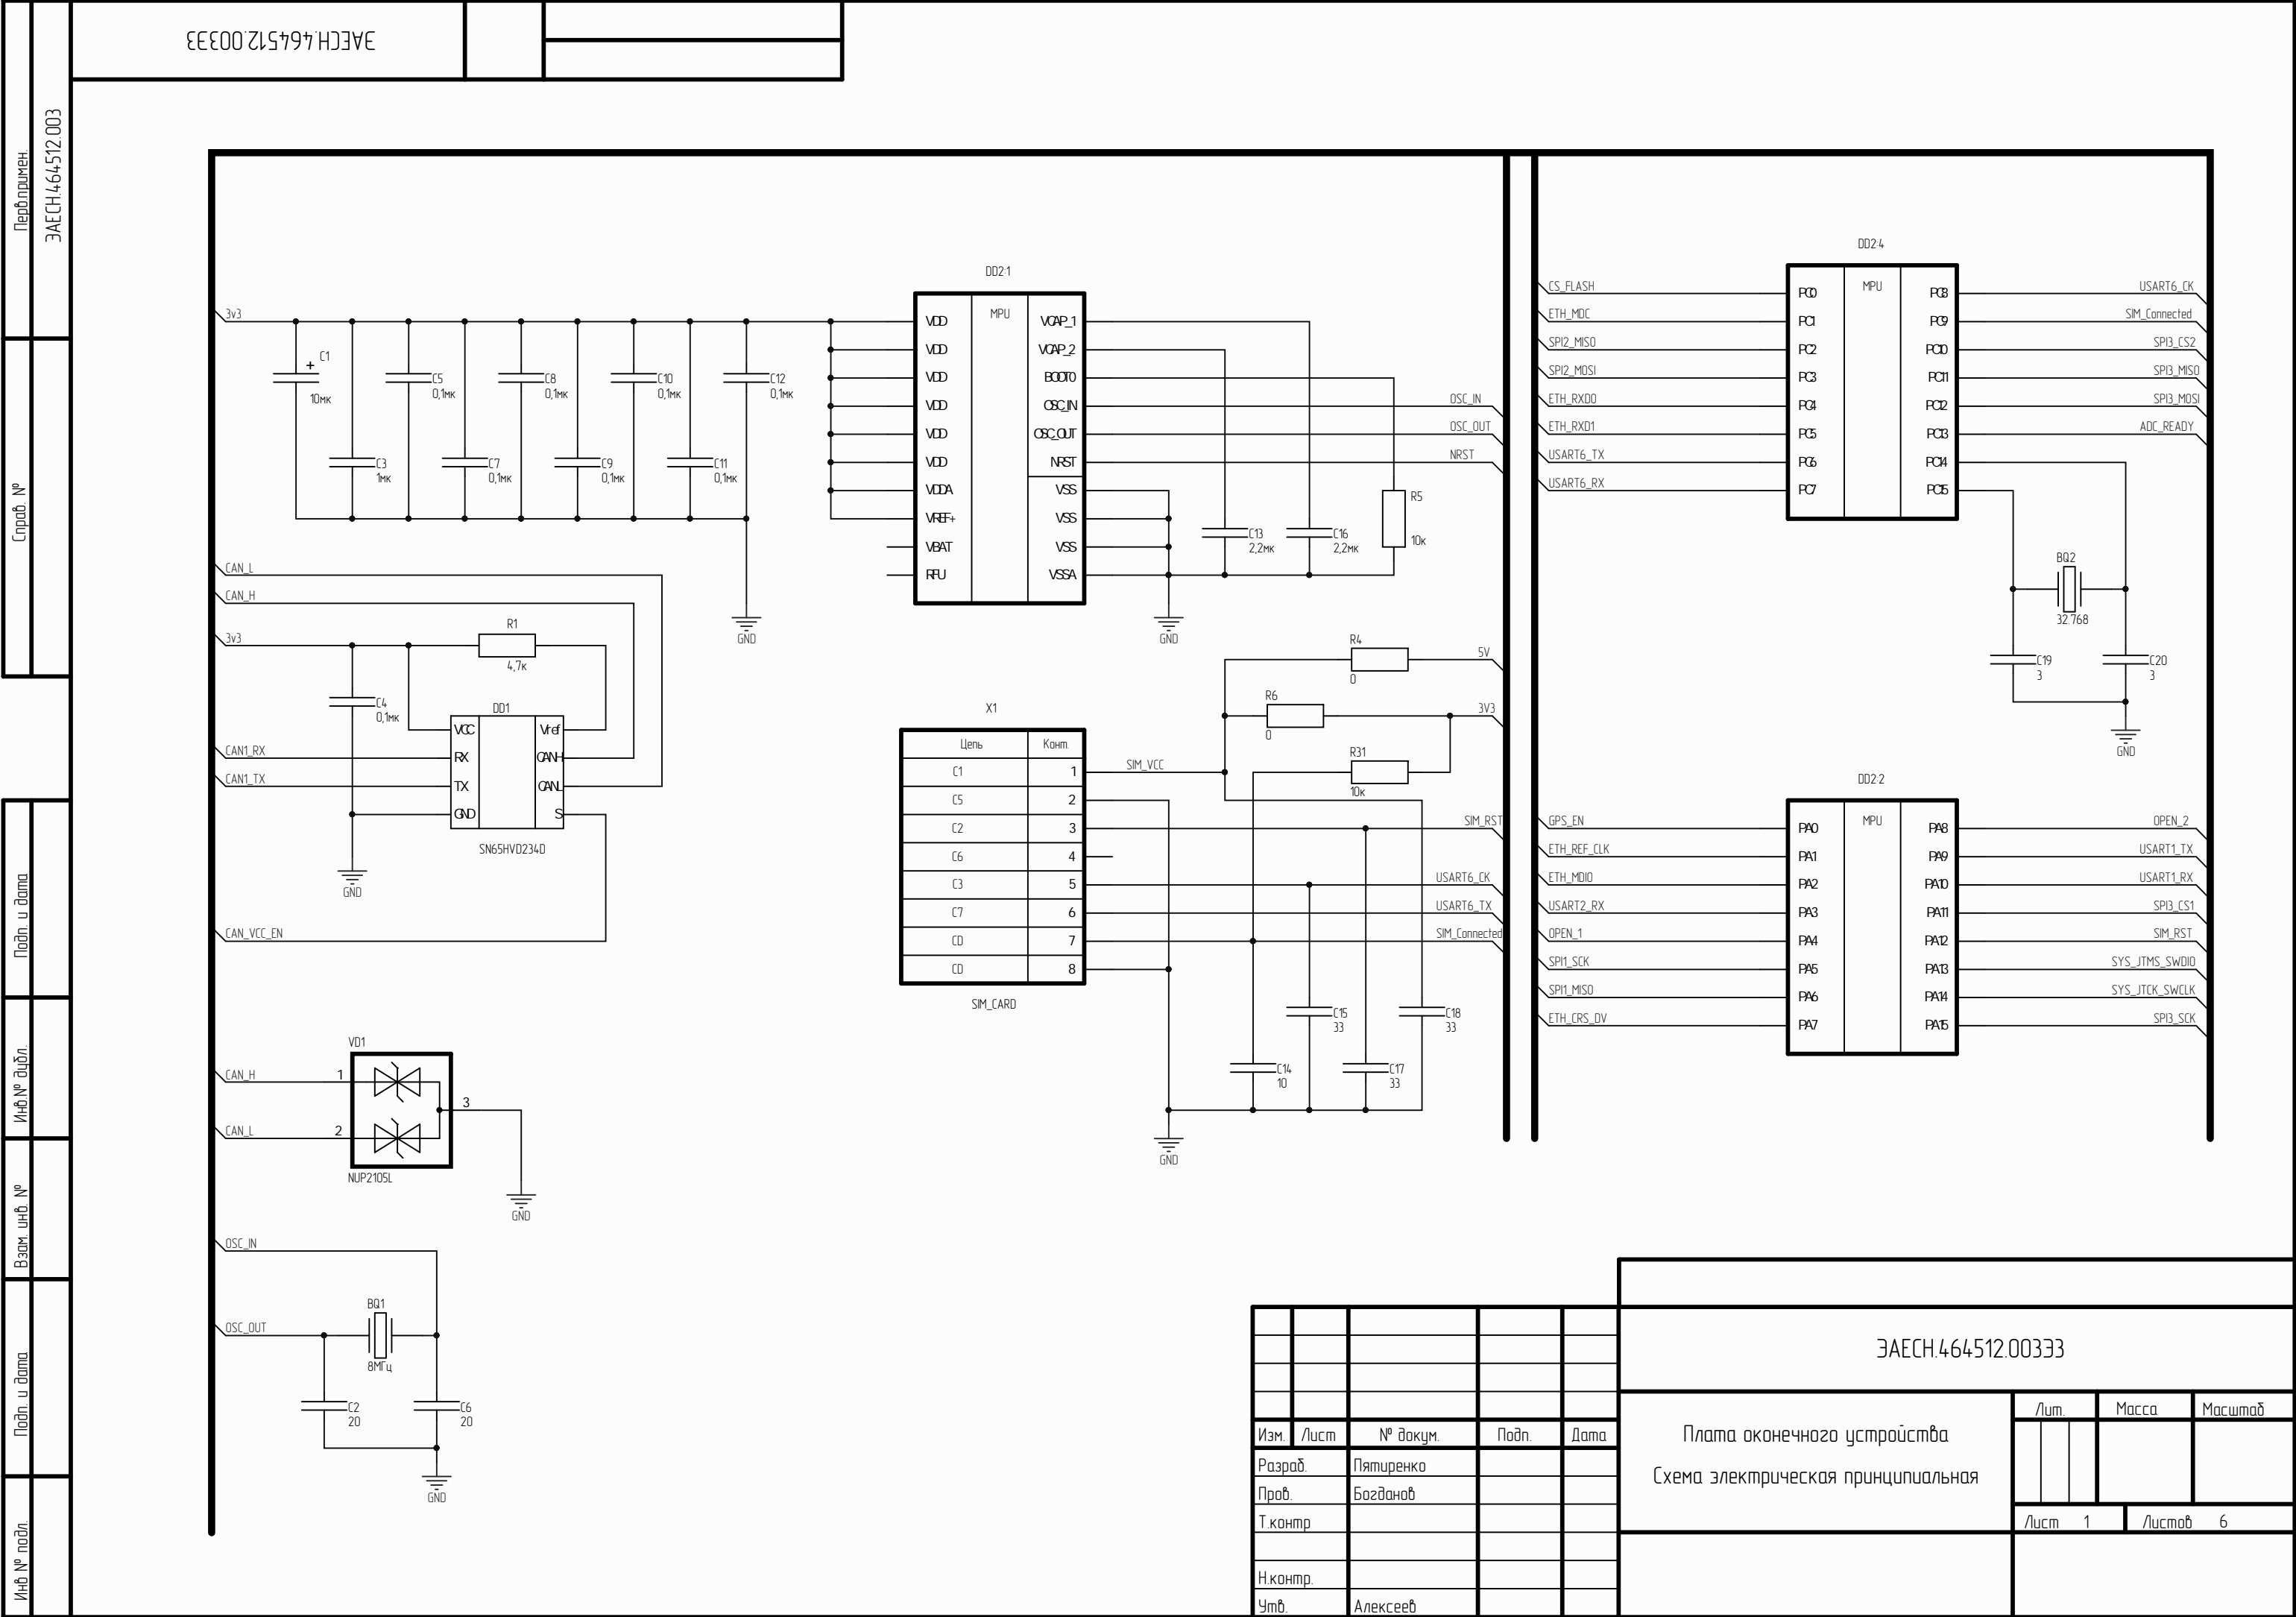 ЭАЕСН.464512.003ЭЗ
Перв.примен.
ЭАЕСН.464512.003
Справ. №
Подп. и дата
Инв.№ дубл.
Взам. инв. №
Подп. и дата
Инв № подл.
3v3
C1
+
10мк
C3
1мк
C5
0,1мк
C7
0,1мк
C8
0,1мк
C9
0,1мк
C10
0,1мк
C11
0,1мк
C12
0,1мк
GND
DD2:1
MPU
VDD
VDD
VDD
VDD
VDD
VDD
VDDA
VREF+
VBAT
RFU
VCAP_1
VCAP_2
BOOT0
OSC_IN
OSC_OUT
NRST
VSS
VSS
VSS
VSSA
OSC_IN
OSC_OUT
NRST
C13
2,2мк
C16
2,2мк
R5
10к
GND
CAN_L
CAN_H
3v3
R1
4,7к
C4
0,1мк
DD1
VCC
RX
TX
GND
Vref
CANH
CANL
S
SN65HVD234D
CAN1_RX
CAN1_TX
GND
CAN_VCC_EN
VD1
CAN_H
1
CAN_L
2
3
NUP2105L
GND
OSC_IN
OSC_OUT
BQ1
8МГц
C2
20
C6
20
GND
X1
Цепь Конт.
C1 1
C5 2
C2 3
C6 4
C3 5
C7 6
CD 7
CD 8
SIM_CARD
SIM_VCC
R4
0
5V
R6
0
3V3
R31
10к
SIM_RST
USART6_CK
USART6_TX
SIM_Connected
C15
33
C18
33
C14
10
C17
33
GND
DD2:4
MPU
CS_FLASH PC0
ETH_MDC PC1
SPI2_MISO PC2
SPI2_MOSI PC3
ETH_RXD0 PC4
ETH_RXD1 PC5
USART6_TX PC6
USART6_RX PC7
PC8 USART6_CK
PC9 SIM_Connected
PC10 SPI3_CS2
PC11 SPI3_MISO
PC12 SPI3_MOSI
PC13 ADC_READY
PC14
PC15
BQ2
32.768
C19
3
C20
3
GND
DD2:2
MPU
GPS_EN PA0
ETH_REF_CLK PA1
ETH_MDIO PA2
USART2_RX PA3
OPEN_1 PA4
SPI1_SCK PA5
SPI1_MISO PA6
ETH_CRS_DV PA7
PA8 OPEN_2
PA9 USART1_TX
PA10 USART1_RX
PA11 SPI3_CS1
PA12 SIM_RST
PA13 SYS_JTMS_SWDIO
PA14 SYS_JTCK_SWCLK
PA15 SPI3_SCK
ЭАЕСН.464512.003ЭЗ
Изм. Лист № докум. Подп. Дата
Разраб. Пятиренко
Пров. Богданов
Т.контр
Н.контр.
Утв. Алексеев
Плата оконечного устройства
Схема электрическая принципиальная
Лит. Масса Масштаб
Лист 1 Листов 6